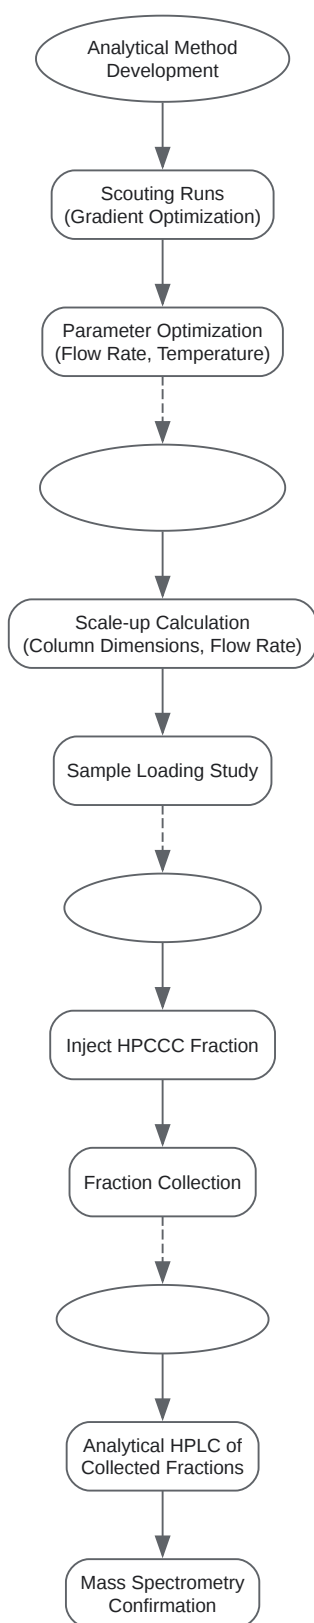 Analytical Method
Development
Scouting Runs
(Gradient Optimization)
Parameter Optimization
(Flow Rate, Temperature)
Scale-up Calculation
(Column Dimensions, Flow Rate)
Sample Loading Study
Inject HPCCC Fraction
Fraction Collection
Analytical HPLC of
Collected Fractions
Mass Spectrometry
Confirmation